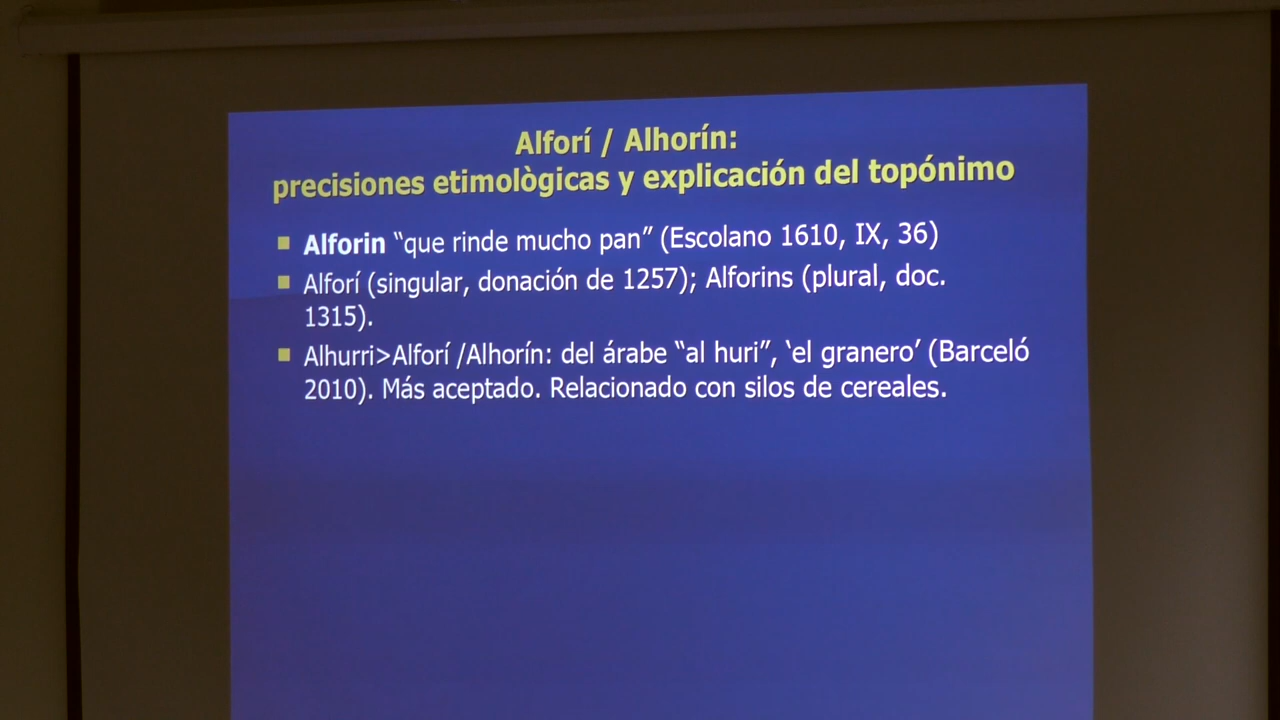 Alforí / Alhorín:
precisiones etimològicas y explicación del topónimo
Alforin “que rinde mucho pan” (Escolano 1610, IX, 36)
Alforí (singular, donación de 1257); Alforins (plural, doc.
1315).
Alhurri>Alforí /Alhorín: del árabe “al huri”, ‘el granero’ (Barceló
2010). Más aceptado. Relacionado con silos de cereales.